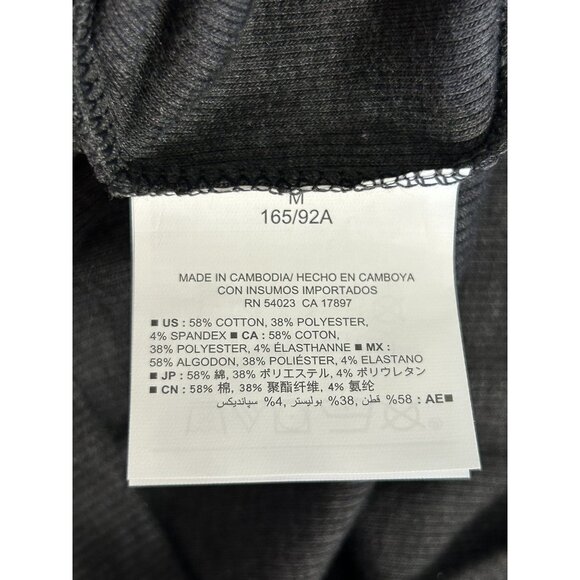 M
165/92A
MADE IN CAMBODIA/ HECHO EN CAMBOYA
CON INSUMOS IMPORTADOS
RN 54023 CA 17897
■ US : 58% COTTON, 38% POLYESTER,
4% SPANDEX ■ CA : 58% COTON,
38% POLYESTER, 4% ÉLASTHANNE ■ MX :
58% ALGODON, 38% POLIÉSTER, 4% ELASTANO
■ JP : 58% 綿, 38% ポリエステル, 4% ポリウレタン
■ CN : 58% 棉, 38% 聚酯纤维, 4% 氨纶
■ AE : 58% قطن, 38% بوليستر, 4% سپانديكس